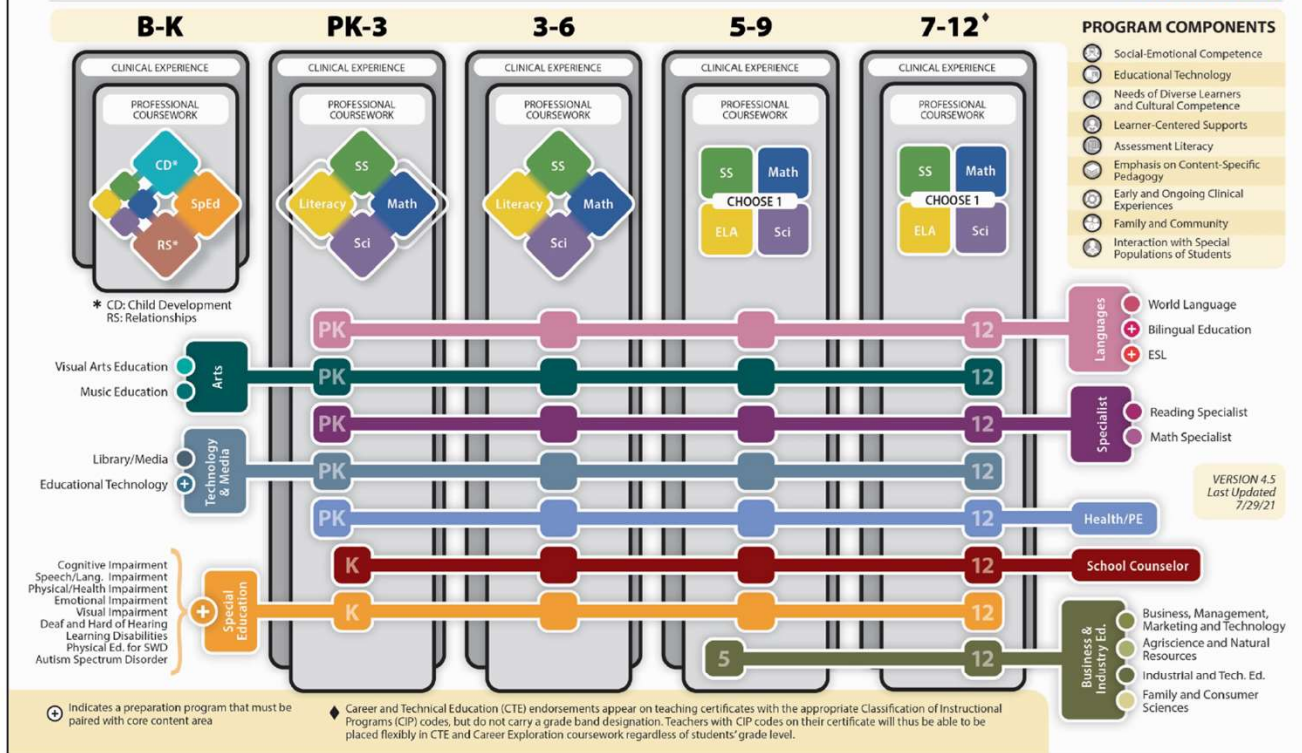 B-K
PK-3
3-6
5-9
7-12♦
CLINICAL EXPERIENCE
PROFESSIONAL
COURSEWORK
CD*
SpEd
RS*
* CD: Child Development
RS: Relationships
CLINICAL EXPERIENCE
PROFESSIONAL
COURSEWORK
SS
Literacy
Math
Sci
CLINICAL EXPERIENCE
PROFESSIONAL
COURSEWORK
SS
Literacy
Math
Sci
CLINICAL EXPERIENCE
PROFESSIONAL
COURSEWORK
SS
Math
CHOOSE 1
ELA
Sci
CLINICAL EXPERIENCE
PROFESSIONAL
COURSEWORK
SS
Math
CHOOSE 1
ELA
Sci
PROGRAM COMPONENTS
Social-Emotional Competence
Educational Technology
Needs of Diverse Learners
and Cultural Competence
Learner-Centered Supports
Assessment Literacy
Emphasis on Content-Specific
Pedagogy
Early and Ongoing Clinical
Experiences
Family and Community
Interaction with Special
Populations of Students
PK
12
Languages
World Language
Bilingual Education
ESL
Visual Arts Education
Music Education
Arts
PK
12
PK
12
Specialist
Reading Specialist
Math Specialist
Library/Media
Educational Technology
Technology
& Media
PK
12
VERSION 4.5
Last Updated
7/29/21
PK
12
Health/PE
K
12
School Counselor
Cognitive Impairment
Speech/Lang. Impairment
Physical/Health Impairment
Emotional Impairment
Visual Impairment
Deaf and Hard of Hearing
Learning Disabilities
Physical Ed. for SWD
Autism Spectrum Disorder
Special
Education
K
12
5
12
Business &
Industry Ed.
Business, Management,
Marketing and Technology
Agriscience and Natural
Resources
Industrial and Tech. Ed.
Family and Consumer
Sciences
Indicates a preparation program that must be
paired with core content area
♦ Career and Technical Education (CTE) endorsements appear on teaching certificates with the appropriate Classification of Instructional
Programs (CIP) codes, but do not carry a grade band designation. Teachers with CIP codes on their certificate will thus be able to be
placed flexibly in CTE and Career Exploration coursework regardless of students' grade level.